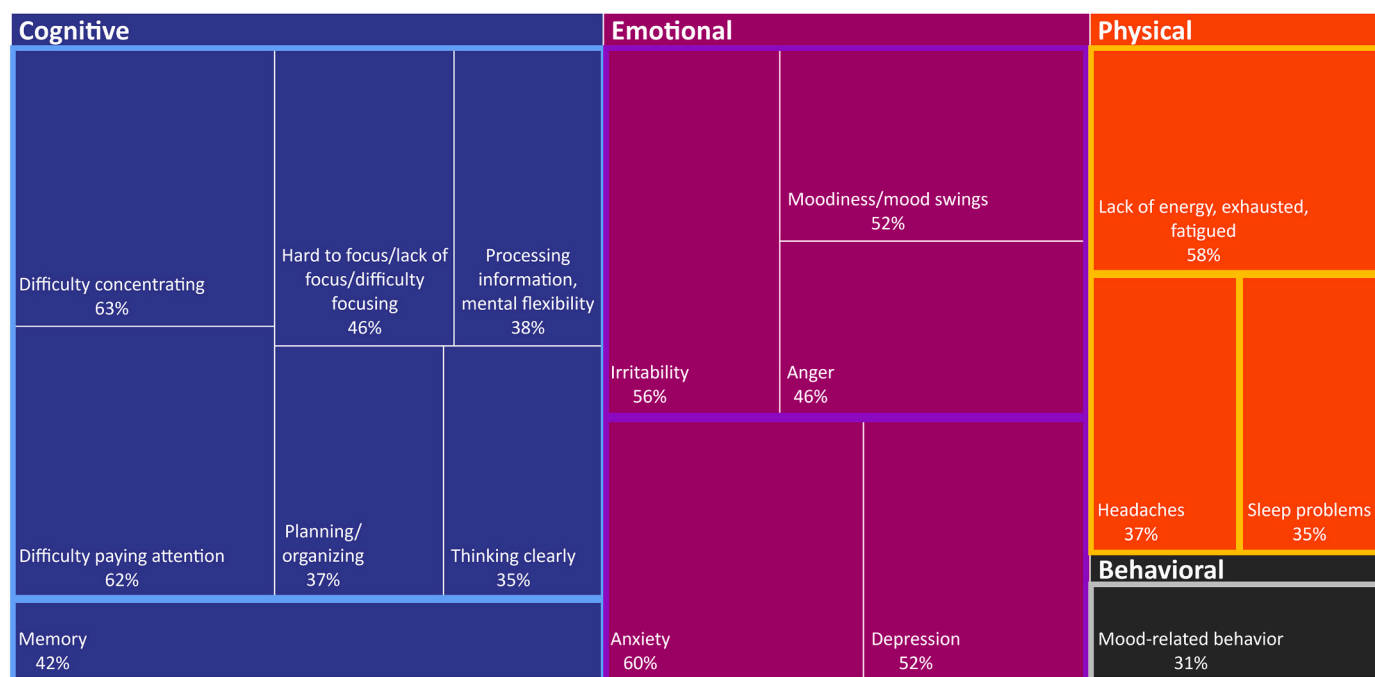 Cognitive
Difficulty concentrating
63%
Hard to focus/lack of
focus/difficulty
focusing
46%
Processing
information,
mental flexibility
38%
Difficulty paying attention
62%
Planning/
organizing
37%
Thinking clearly
35%
Memory
42%
Emotional
Irritability
56%
Moodiness/mood swings
52%
Anger
46%
Anxiety
60%
Depression
52%
Physical
Lack of energy, exhausted,
fatigued
58%
Headaches
37%
Sleep problems
35%
Behavioral
Mood-related behavior
31%